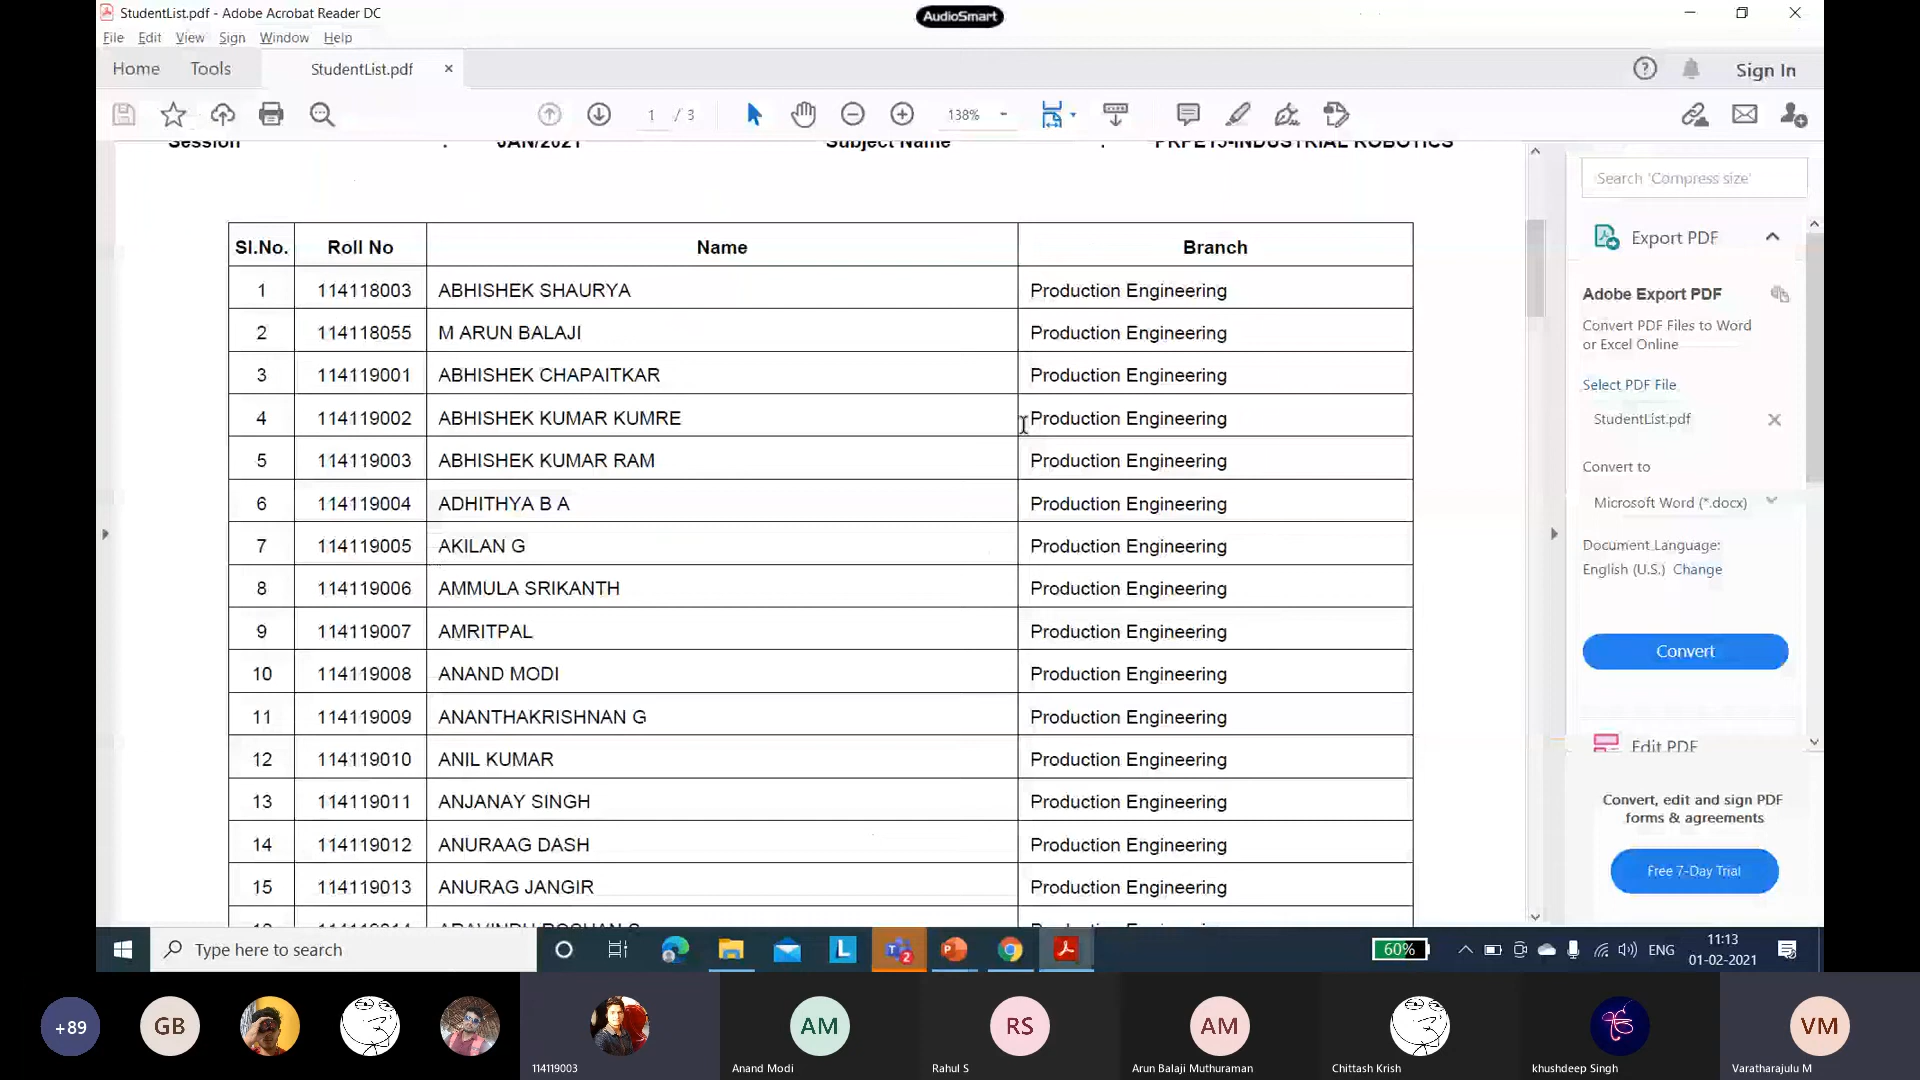 StudentList.pdf - Adobe Acrobat Reader DC
AudioSmart
File Edit View Sign Window Help
Home Tools StudentList.pdf × Sign In
1 / 3 138%
Session : JAN/2021 Subject Name : PRPE15-INDUSTRIAL ROBOTICS
Sl.No. Roll No Name Branch
1 114118003 ABHISHEK SHAURYA Production Engineering
2 114118055 M ARUN BALAJI Production Engineering
3 114119001 ABHISHEK CHAPAITKAR Production Engineering
4 114119002 ABHISHEK KUMAR KUMRE Production Engineering
5 114119003 ABHISHEK KUMAR RAM Production Engineering
6 114119004 ADHITHYA B A Production Engineering
7 114119005 AKILAN G Production Engineering
8 114119006 AMMULA SRIKANTH Production Engineering
9 114119007 AMRITPAL Production Engineering
10 114119008 ANAND MODI Production Engineering
11 114119009 ANANTHAKRISHNAN G Production Engineering
12 114119010 ANIL KUMAR Production Engineering
13 114119011 ANJANAY SINGH Production Engineering
14 114119012 ANURAAG DASH Production Engineering
15 114119013 ANURAG JANGIR Production Engineering
Search 'Compress size'
Export PDF
Adobe Export PDF
Convert PDF Files to Word
or Excel Online
Select PDF File
StudentList.pdf
Convert to
Microsoft Word (*.docx)
Document Language:
English (U.S.) Change
Convert
Edit PDF
Convert, edit and sign PDF
forms & agreements
Free 7-Day Trial
Type here to search
L
2
60%
ENG
11:13
01-02-2021
+89 GB AM RS AM VM
114119003 Anand Modi Rahul S Arun Balaji Muthuraman Chittash Krish khushdeep Singh Varatharajulu M